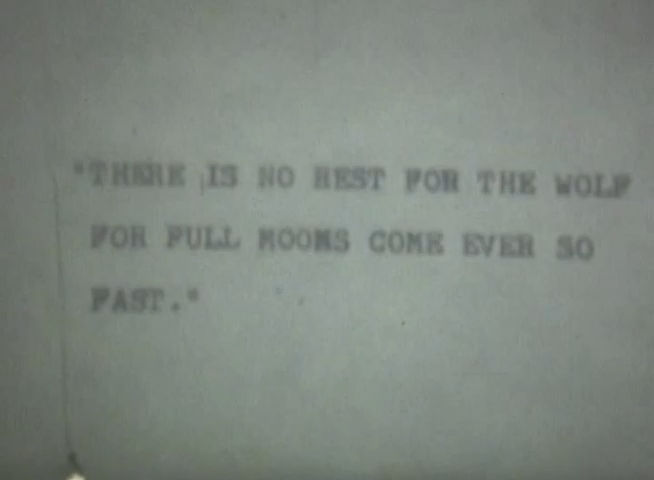 "THERE IS NO REST FOR THE WOLF
FOR FULL MOONS COME EVER SO
FAST."